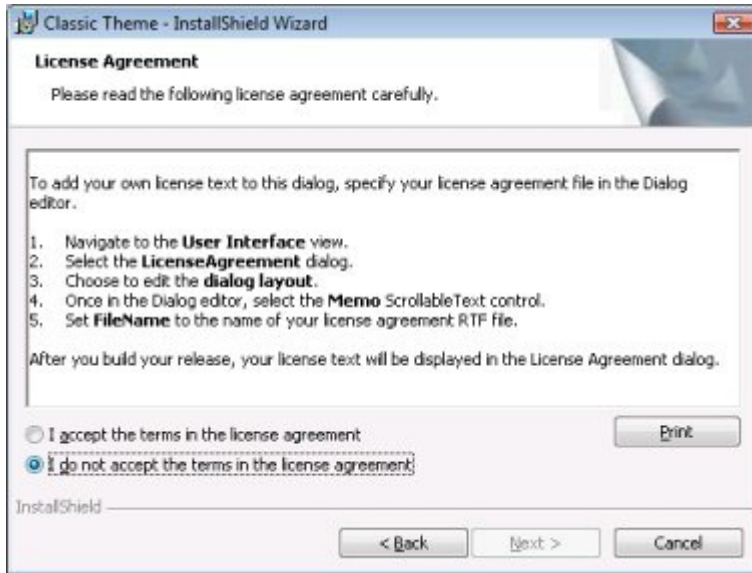 Classic Theme - InstallShield Wizard
License Agreement
Please read the following license agreement carefully.
To add your own license text to this dialog, specify your license agreement file in the Dialog
editor.
1. Navigate to the User Interface view.
2. Select the LicenseAgreement dialog.
3. Choose to edit the dialog layout.
4. Once in the Dialog editor, select the Memo ScrollableText control.
5. Set FileName to the name of your license agreement RTF file.
After you build your release, your license text will be displayed in the License Agreement dialog.
I accept the terms in the license agreement
Print
I do not accept the terms in the license agreement
InstallShield
< Back
Next >
Cancel